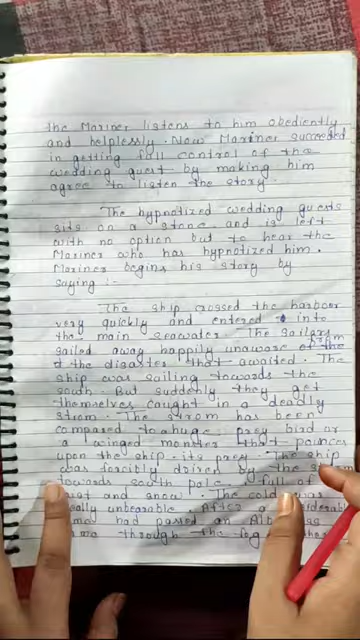 the Mariner listens to him obediently
and helplessly. Now Mariner succeeded
in getting full control of the
wedding guest by making him
agree to listen the story.
The hypnotized wedding guests
sits on a stone and is left
with no option but to hear the
Mariner who has hypnotized him.
Mariner begins his story by
saying :-
The ship crossed the harbour
very quickly and entered into
the main seawater. The sailors
sailed away happily unaware of the
the disaster that awaited. The
ship was sailing towards the
south. But suddenly they get
themselves caught in a deadly
strom. The strom has been
compared to a huge prey bird or
a winged monster that pounces
upon the ship its prey. The ship
was forcibly driven by the
towards south pole, full of
and snow. The cold was
unbearable. After a
had passed an
through the fog